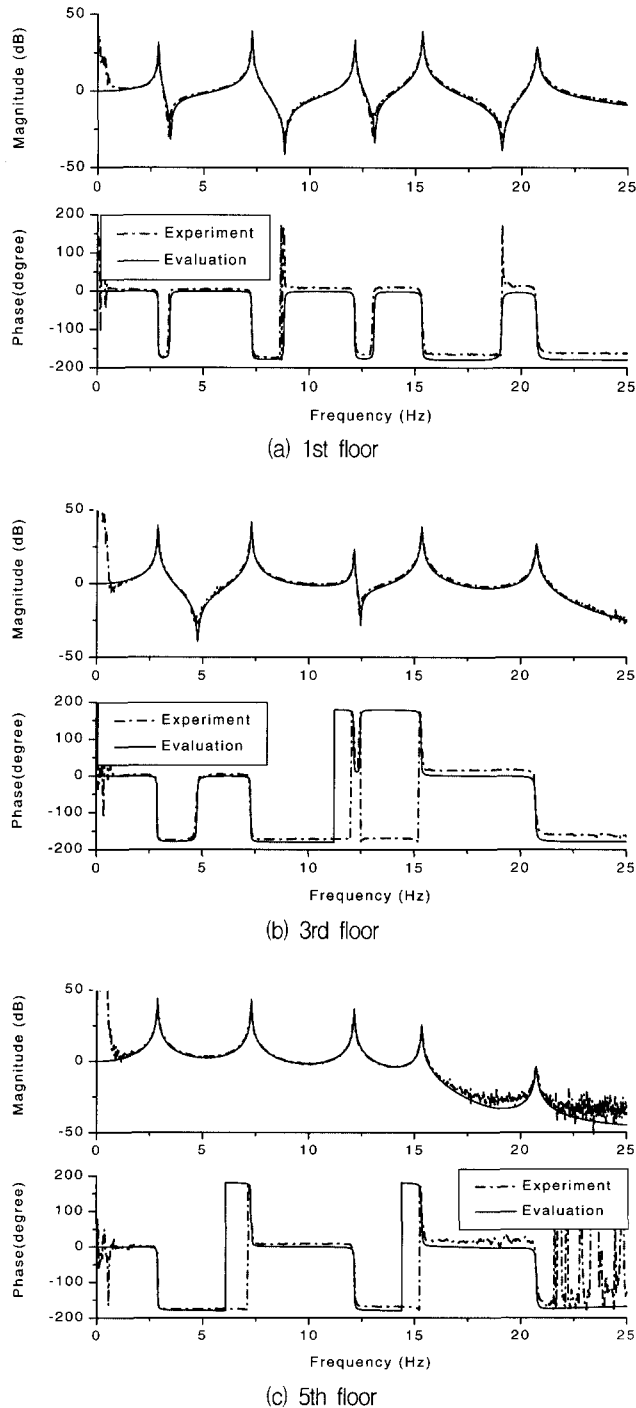 50
0
-50
Magnitude (dB)
0 5 10 15 20 25
200
100
0
-100
-200
Phase(degree)
Experiment
Evaluation
0 5 10 15 20 25
Frequency (Hz)
(a) 1st floor
50
0
-50
Magnitude (dB)
0 5 10 15 20 25
200
100
0
-100
-200
Phase(degree)
Experiment
Evaluation
0 5 10 15 20 25
Frequency (Hz)
(b) 3rd floor
50
0
-50
Magnitude (dB)
0 5 10 15 20 25
200
100
0
-100
-200
Phase(degree)
Experiment
Evaluation
0 5 10 15 20 25
Frequency (Hz)
(c) 5th floor